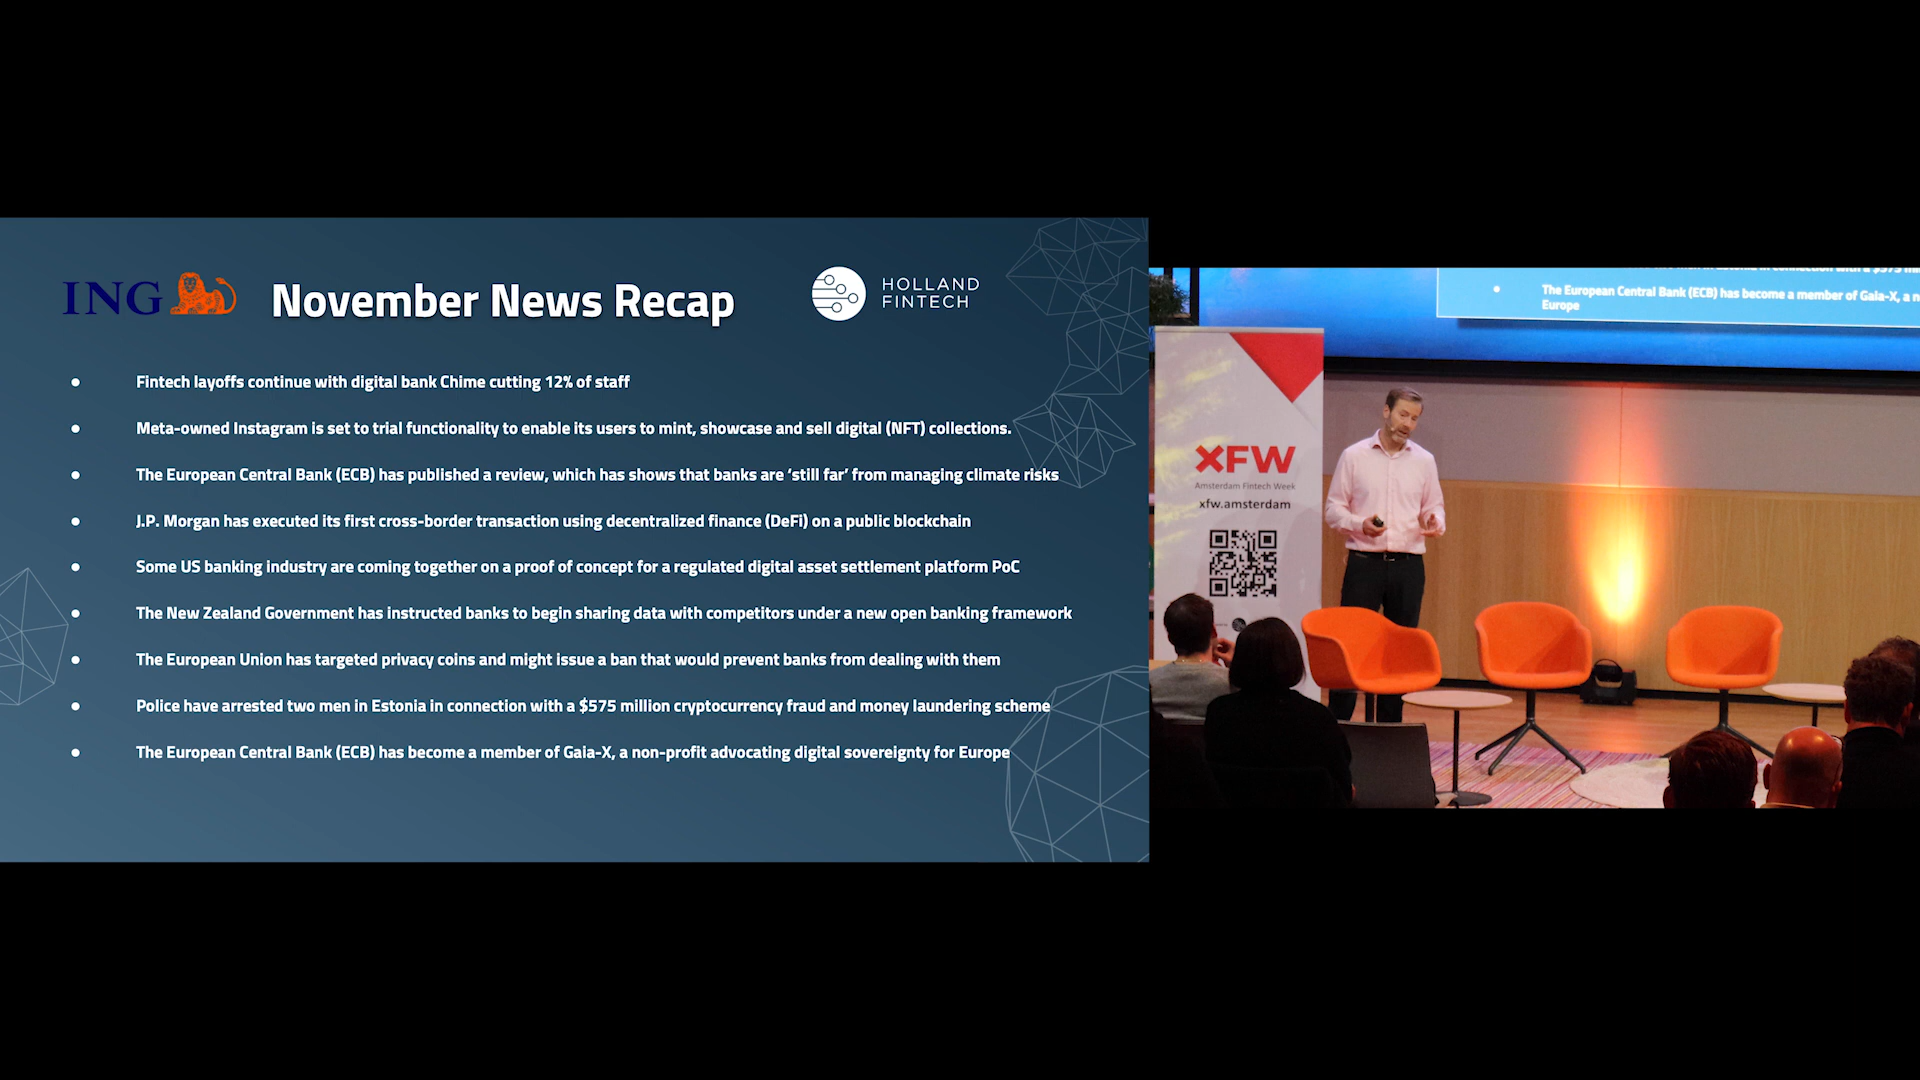 ING
November News Recap
HOLLAND
FINTECH
● Fintech layoffs continue with digital bank Chime cutting 12% of staff
● Meta-owned Instagram is set to trial functionality to enable its users to mint, showcase and sell digital (NFT) collections.
● The European Central Bank (ECB) has published a review, which has shows that banks are ‘still far’ from managing climate risks
● J.P. Morgan has executed its first cross-border transaction using decentralized finance (DeFi) on a public blockchain
● Some US banking industry are coming together on a proof of concept for a regulated digital asset settlement platform PoC
● The New Zealand Government has instructed banks to begin sharing data with competitors under a new open banking framework
● The European Union has targeted privacy coins and might issue a ban that would prevent banks from dealing with them
● Police have arrested two men in Estonia in connection with a $575 million cryptocurrency fraud and money laundering scheme
● The European Central Bank (ECB) has become a member of Gaia-X, a non-profit advocating digital sovereignty for Europe
in connection with a $575
● The European Central Bank (ECB) has become a member of Gaia-X, a
Europe
XFW
Amsterdam Fintech Week
xfw.amsterdam